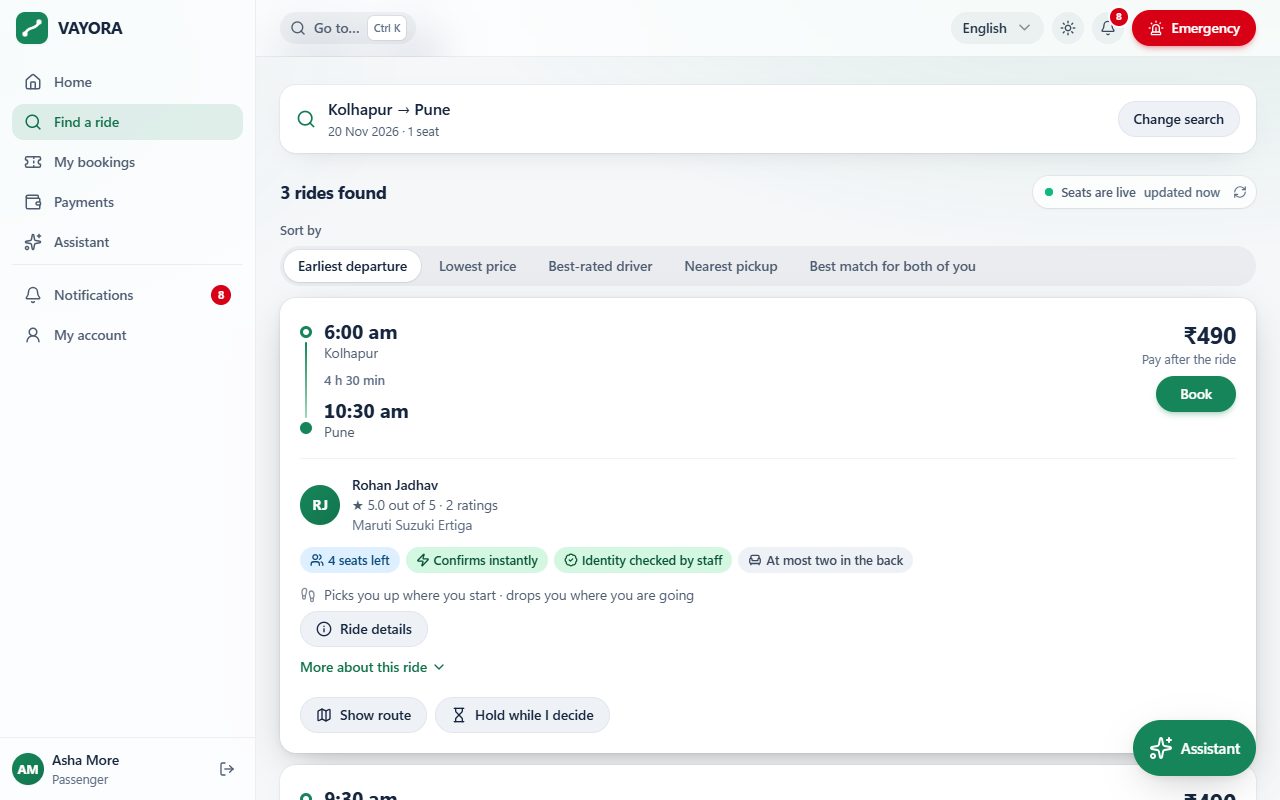 VAYORA
Go to...
Ctrl K
English
8
Emergency
Home
Find a ride
My bookings
Payments
Assistant
Notifications
8
My account
Kolhapur → Pune
20 Nov 2026 · 1 seat
Change search
3 rides found
Seats are live updated now
Sort by
Earliest departure
Lowest price
Best-rated driver
Nearest pickup
Best match for both of you
6:00 am
Kolhapur
4 h 30 min
10:30 am
Pune
₹490
Pay after the ride
Book
RJ
Rohan Jadhav
★ 5.0 out of 5 · 2 ratings
Maruti Suzuki Ertiga
4 seats left
Confirms instantly
Identity checked by staff
At most two in the back
Picks you up where you start · drops you where you are going
Ride details
More about this ride
Show route
Hold while I decide
Assistant
AM
Asha More
Passenger
9:30 am